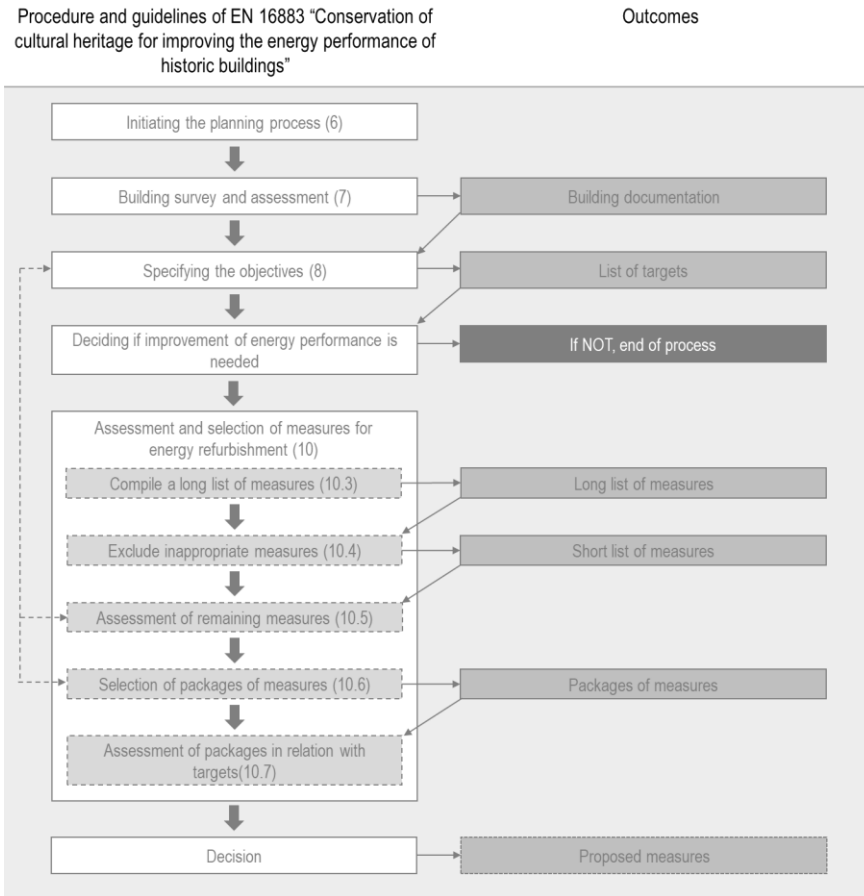 Procedure and guidelines of EN 16883 “Conservation of
cultural heritage for improving the energy performance of
historic buildings”
Outcomes
Initiating the planning process (6)
Building survey and assessment (7)
Building documentation
Specifying the objectives (8)
List of targets
Deciding if improvement of energy performance is
needed
If NOT, end of process
Assessment and selection of measures for
energy refurbishment (10)
Compile a long list of measures (10.3)
Long list of measures
Exclude inappropriate measures (10.4)
Short list of measures
Assessment of remaining measures (10.5)
Selection of packages of measures (10.6)
Packages of measures
Assessment of packages in relation with
targets(10.7)
Decision
Proposed measures